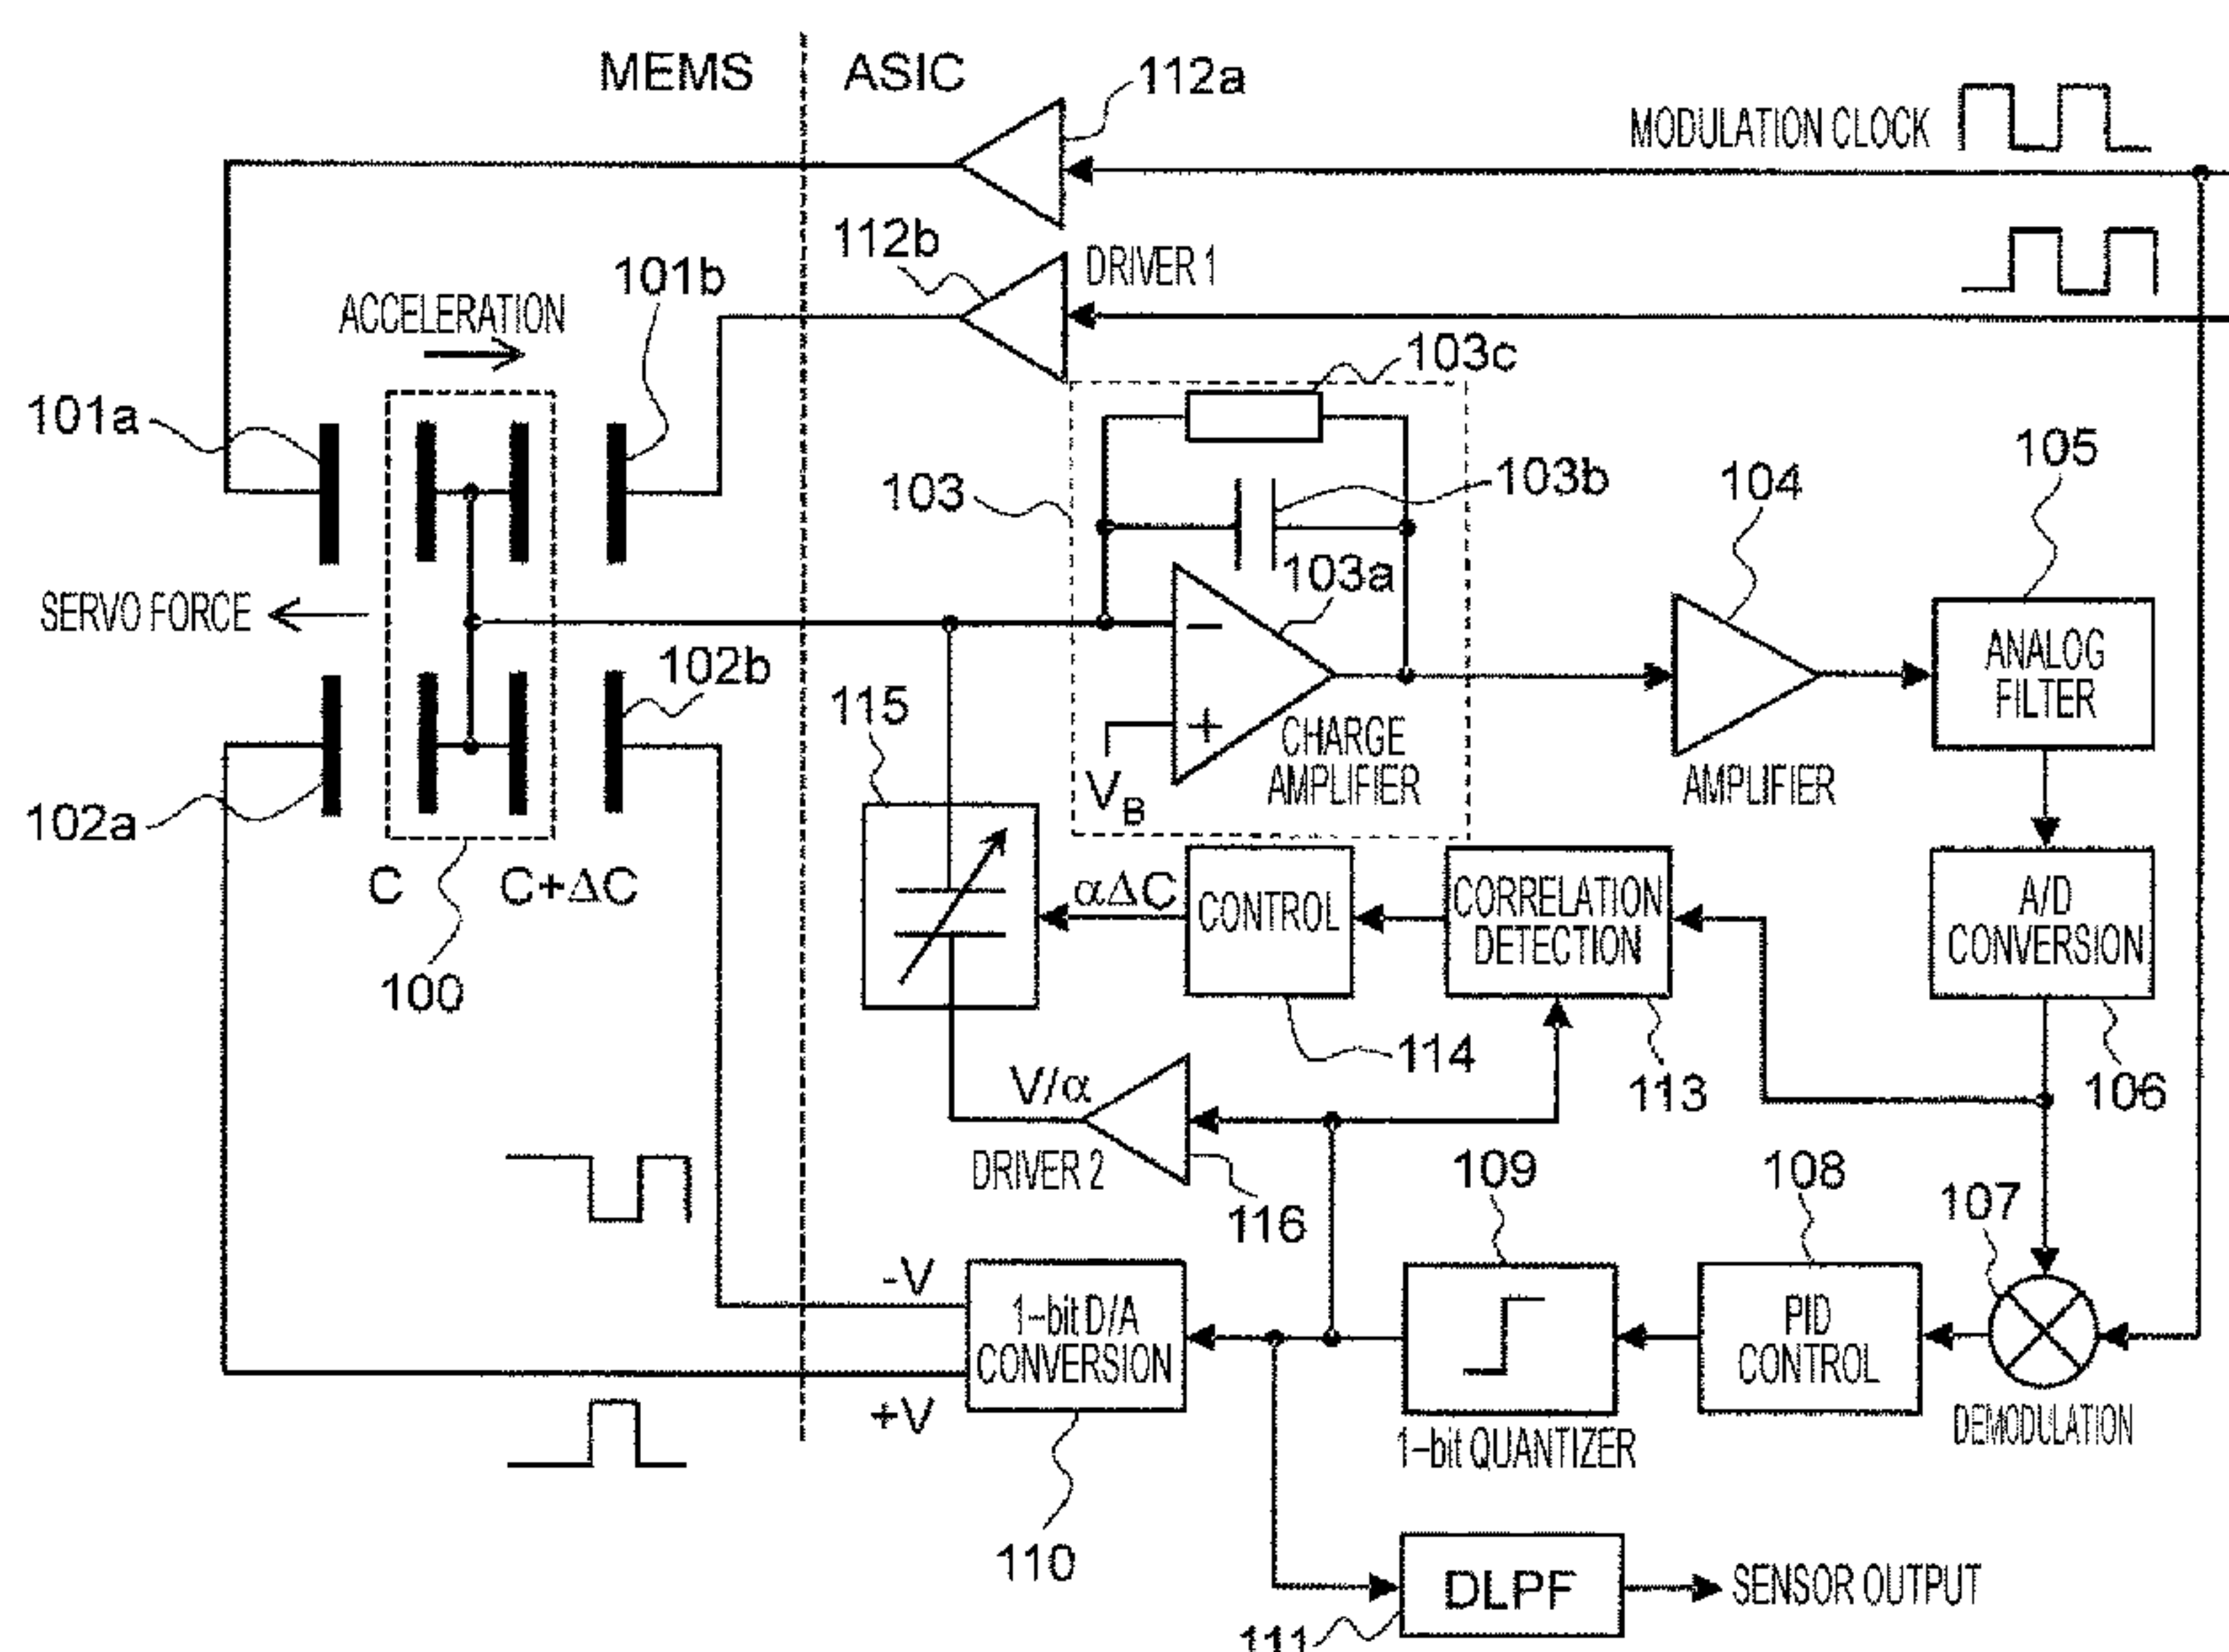 MEMS
ASIC
112a
MODULATION CLOCK
112b
DRIVER 1
101b
ACCELERATION
103c
101a
105
103
103b
104
103a
SERVO FORCE
ANALOG
FILTER
102b
115
−
+
CHARGE
AMPLIFIER
VB
AMPLIFIER
102a
C
C+ΔC
αΔC
CONTROL
CORRELATION
DETECTION
A/D
CONVERSION
100
114
113
106
V/α
DRIVER 2
116
109
108
107
-V
1-bit D/A
CONVERSION
PID
CONTROL
+V
1-bit QUANTIZER
DEMODULATION
110
DLPF
SENSOR OUTPUT
111